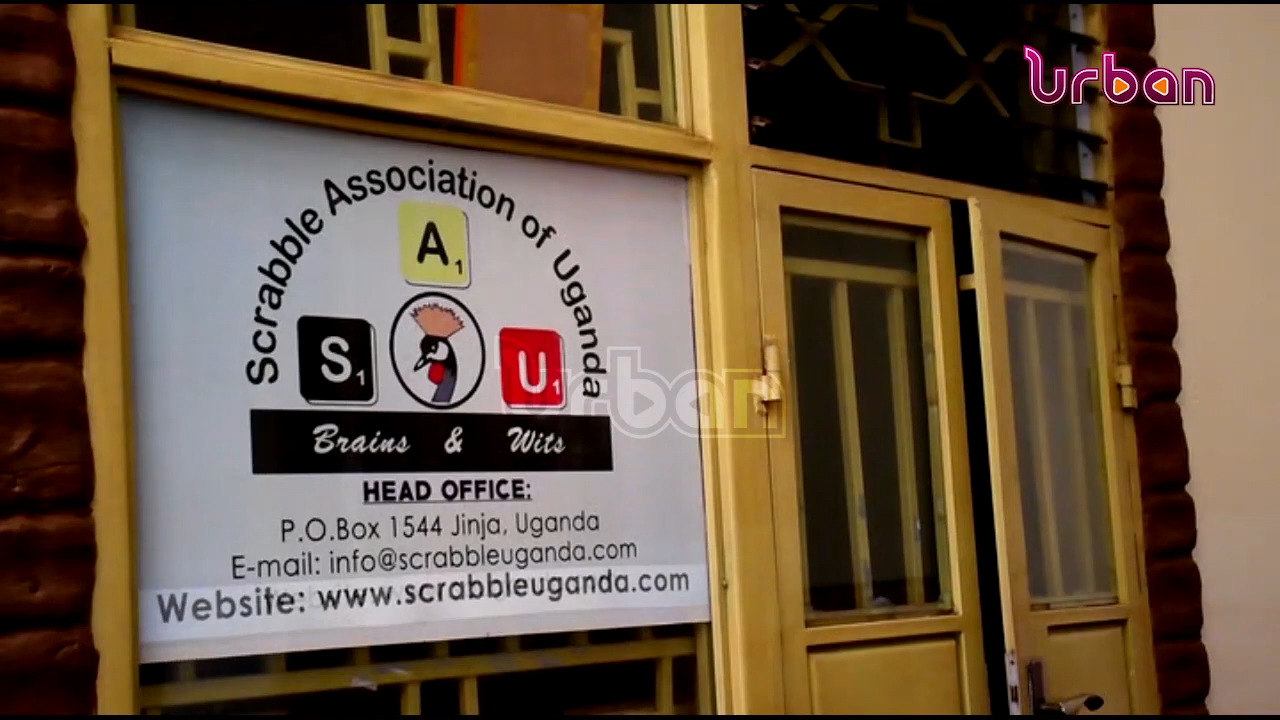 Urban
Scrabble Association of Uganda
A1
S1
U1
urban
Brains & Wits
HEAD OFFICE:
P.O.Box 1544 Jinja, Uganda
E-mail: info@scrabbleuganda.com
Website: www.scrabbleuganda.com